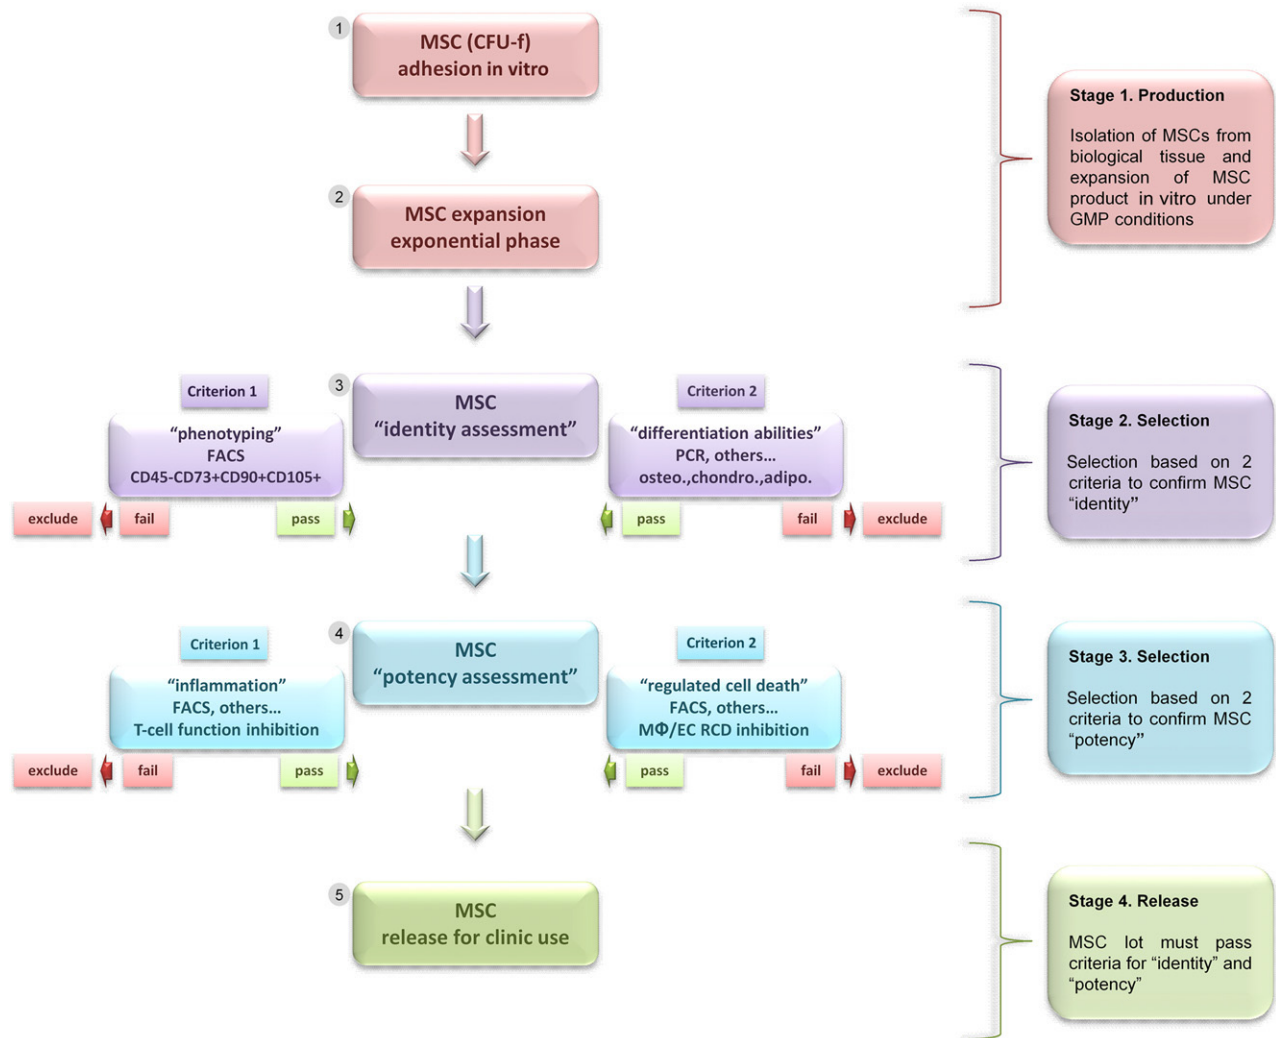 1
MSC (CFU-f)
adhesion in vitro
2
MSC expansion
exponential phase
Stage 1. Production
Isolation of MSCs from
biological tissue and
expansion of MSC
product in vitro under
GMP conditions
3
MSC
“identity assessment”
Criterion 1
“phenotyping”
FACS
CD45-CD73+CD90+CD105+
exclude
fail
pass
Criterion 2
“differentiation abilities”
PCR, others...
osteo.,chondro.,adipo.
pass
fail
exclude
Stage 2. Selection
Selection based on 2
criteria to confirm MSC
“identity”
4
MSC
“potency assessment”
Criterion 1
“inflammation”
FACS, others...
T-cell function inhibition
exclude
fail
pass
Criterion 2
“regulated cell death”
FACS, others...
MΦ/EC RCD inhibition
pass
fail
exclude
Stage 3. Selection
Selection based on 2
criteria to confirm MSC
“potency”
5
MSC
release for clinic use
Stage 4. Release
MSC lot must pass
criteria for “identity” and
“potency”